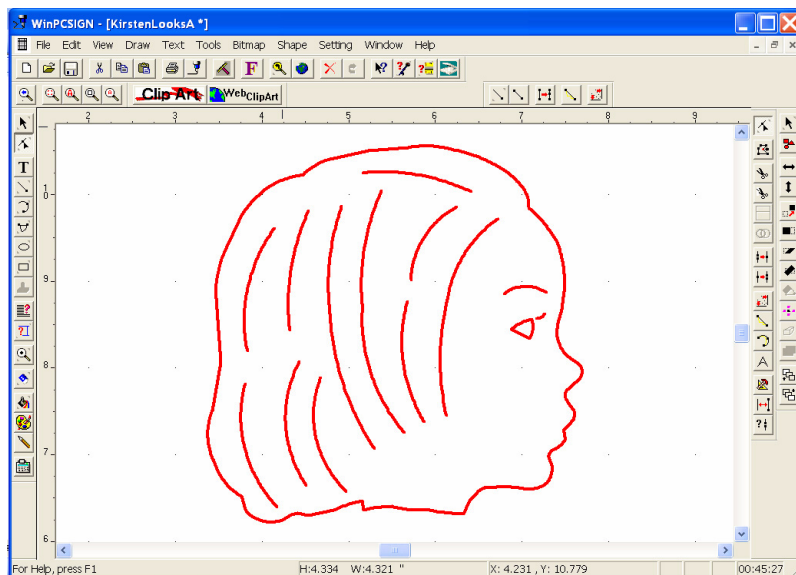 WinPCSIGN - [KirstenLooksA *]
File Edit View Draw Text Tools Bitmap Shape Setting Window Help
F
Clip Art Web ClipArt
2 3 4 5 6 7 8 9
T
10
9
8
7
6
A
For Help, press F1 H:4.334 W:4.321 " X: 4.231 , Y: 10.779 00:45:27